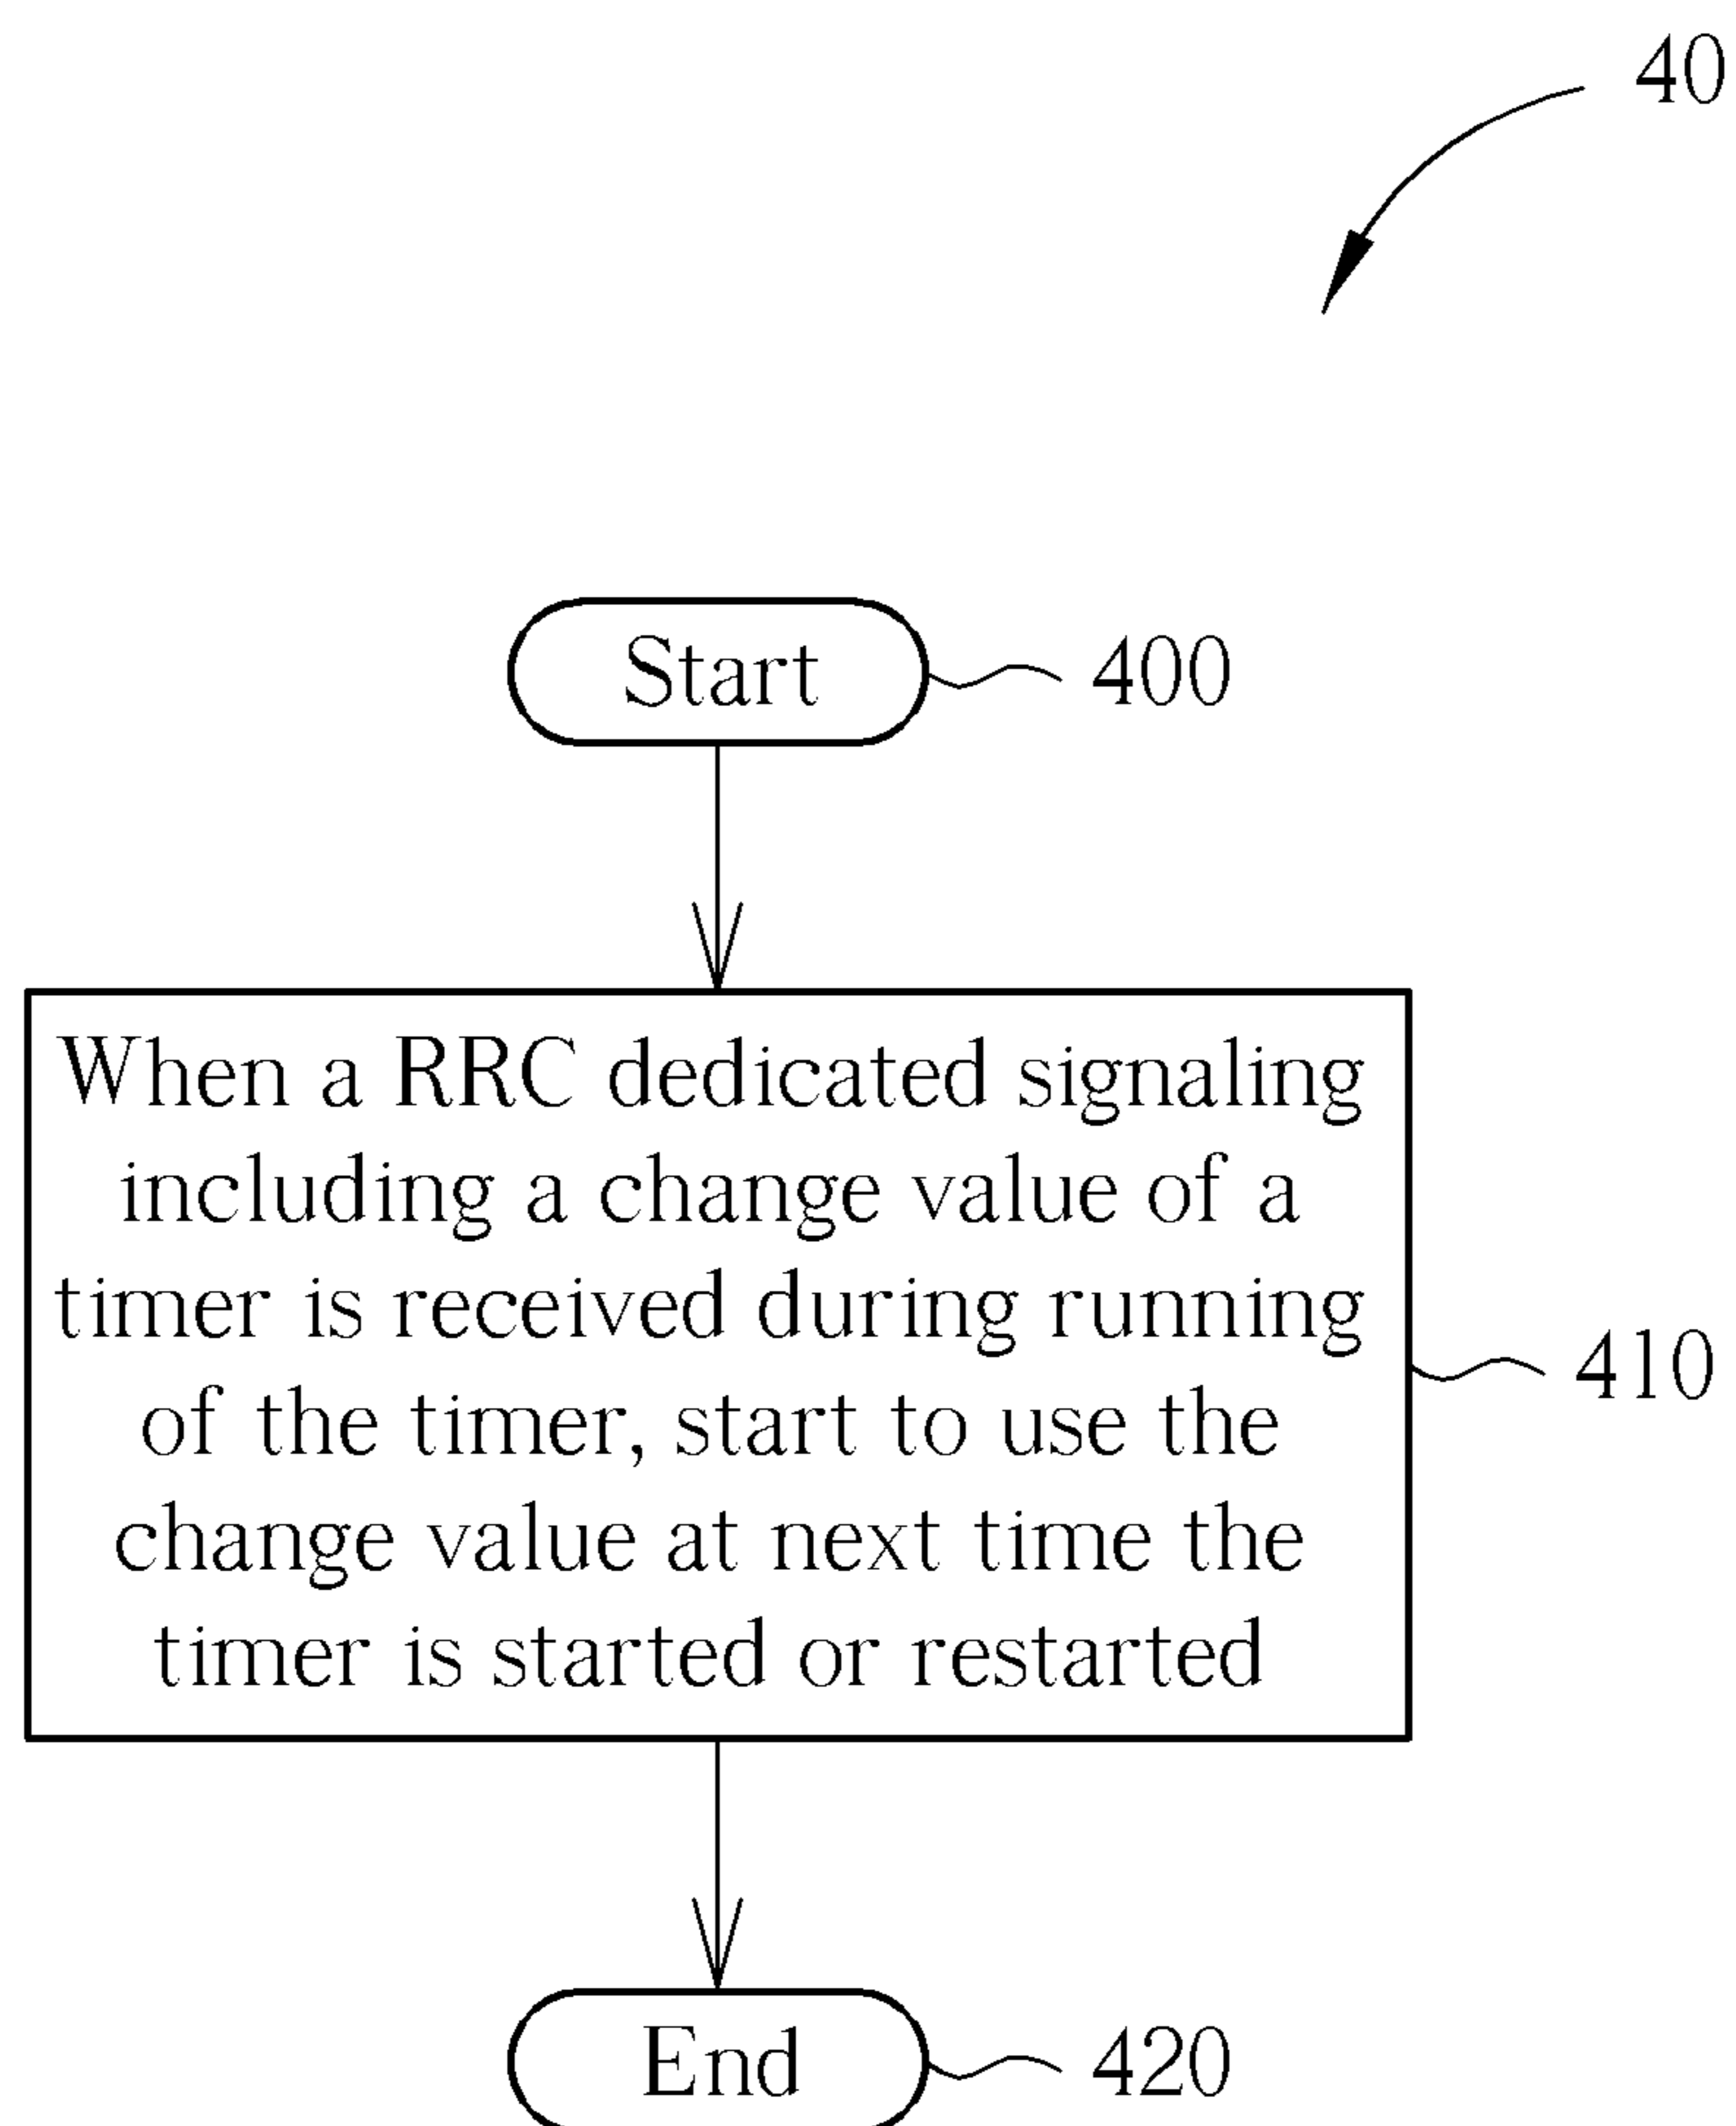 40
Start
400
When a RRC dedicated signaling
including a change value of a
timer is received during running
of the timer, start to use the
change value at next time the
timer is started or restarted
410
End
420